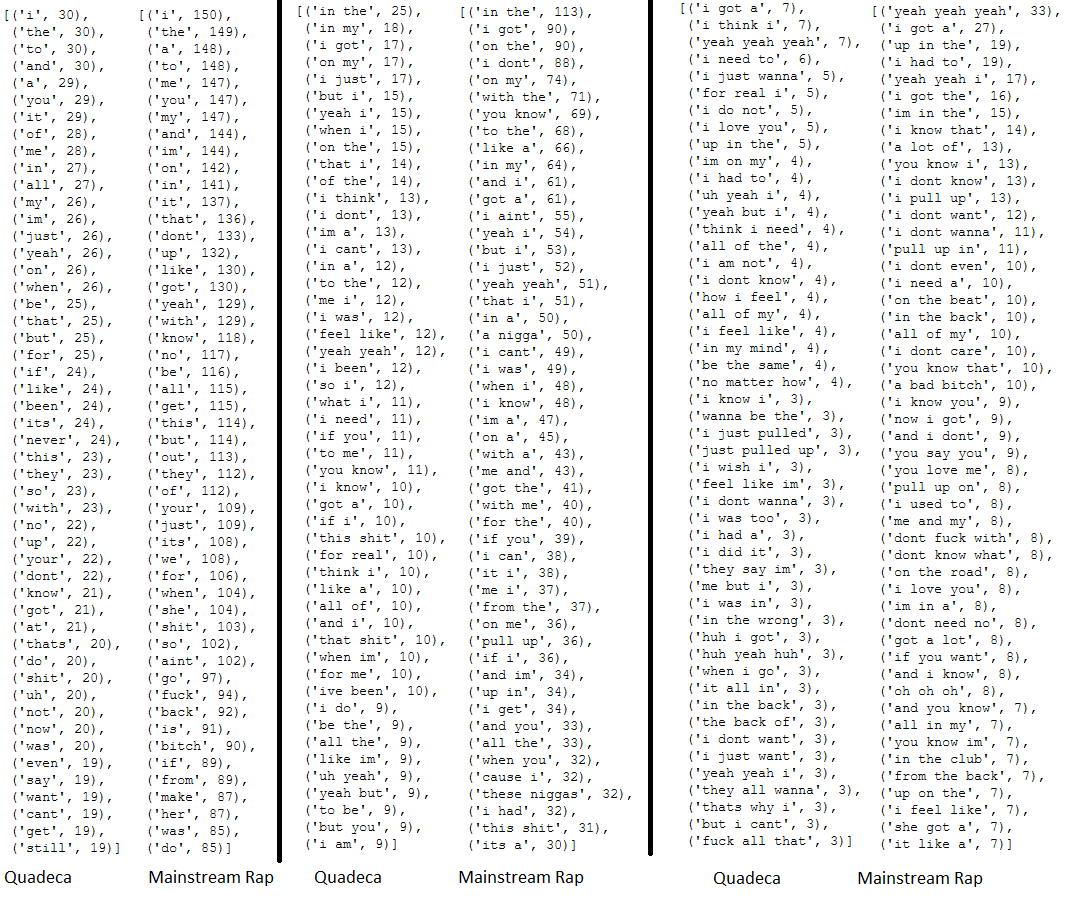 [('i', 30),
('the', 30),
('to', 30),
('and', 30),
('a', 29),
('you', 29),
('it', 29),
('of', 28),
('me', 28),
('in', 27),
('all', 27),
('my', 26),
('im', 26),
('just', 26),
('yeah', 26),
('on', 26),
('when', 26),
('be', 25),
('that', 25),
('but', 25),
('for', 25),
('if', 24),
('like', 24),
('been', 24),
('its', 24),
('never', 24),
('this', 23),
('they', 23),
('so', 23),
('with', 23),
('no', 22),
('up', 22),
('your', 22),
('dont', 22),
('know', 21),
('got', 21),
('at', 21),
('thats', 20),
('do', 20),
('shit', 20),
('uh', 20),
('not', 20),
('now', 20),
('was', 20),
('even', 19),
('say', 19),
('want', 19),
('cant', 19),
('get', 19),
('still', 19)]
Quadeca
[('i', 150),
('the', 149),
('a', 148),
('to', 148),
('me', 147),
('you', 147),
('my', 147),
('and', 144),
('im', 144),
('on', 142),
('in', 141),
('it', 137),
('that', 136),
('dont', 133),
('up', 132),
('like', 130),
('got', 130),
('yeah', 129),
('with', 129),
('know', 118),
('no', 117),
('be', 116),
('all', 115),
('get', 115),
('this', 114),
('but', 114),
('out', 113),
('they', 112),
('of', 112),
('your', 109),
('just', 109),
('its', 108),
('we', 108),
('for', 106),
('when', 104),
('she', 104),
('shit', 103),
('so', 102),
('aint', 102),
('go', 97),
('fuck', 94),
('back', 92),
('is', 91),
('bitch', 90),
('if', 89),
('from', 89),
('make', 87),
('her', 87),
('was', 85),
('do', 85)]
Mainstream Rap
[('in the', 25),
('in my', 18),
('i got', 17),
('on my', 17),
('i just', 17),
('but i', 15),
('yeah i', 15),
('when i', 15),
('on the', 15),
('that i', 14),
('of the', 14),
('i think', 13),
('i dont', 13),
('im a', 13),
('i cant', 13),
('in a', 12),
('to the', 12),
('me i', 12),
('i was', 12),
('feel like', 12),
('yeah yeah', 12),
('i been', 12),
('so i', 12),
('what i', 11),
('i need', 11),
('if you', 11),
('to me', 11),
('you know', 11),
('i know', 10),
('got a', 10),
('if i', 10),
('this shit', 10),
('for real', 10),
('think i', 10),
('like a', 10),
('all of', 10),
('and i', 10),
('that shit', 10),
('when im', 10),
('for me', 10),
('ive been', 10),
('i do', 9),
('be the', 9),
('all the', 9),
('like im', 9),
('uh yeah', 9),
('yeah but', 9),
('to be', 9),
('but you', 9),
('i am', 9)]
Quadeca
[('in the', 113),
('i got', 90),
('on the', 90),
('i dont', 88),
('on my', 74),
('with the', 71),
('you know', 69),
('to the', 68),
('like a', 66),
('in my', 64),
('and i', 61),
('got a', 61),
('i aint', 55),
('yeah i', 54),
('but i', 53),
('i just', 52),
('yeah yeah', 51),
('that i', 51),
('in a', 50),
('a nigga', 50),
('i cant', 49),
('i was', 49),
('when i', 48),
('i know', 48),
('im a', 47),
('on a', 45),
('with a', 43),
('me and', 43),
('got the', 41),
('with me', 40),
('for the', 40),
('if you', 39),
('i can', 38),
('it i', 38),
('me i', 37),
('from the', 37),
('on me', 36),
('pull up', 36),
('if i', 36),
('and im', 34),
('up in', 34),
('i get', 34),
('and you', 33),
('all the', 33),
('when you', 32),
('cause i', 32),
('these niggas', 32),
('i had', 32),
('this shit', 31),
('its a', 30)]
Mainstream Rap
[('i got a', 7),
('i think i', 7),
('yeah yeah yeah', 7),
('i need to', 6),
('i just wanna', 5),
('for real i', 5),
('i do not', 5),
('i love you', 5),
('up in the', 5),
('im on my', 4),
('i had to', 4),
('uh yeah i', 4),
('yeah but i', 4),
('think i need', 4),
('all of the', 4),
('i am not', 4),
('i dont know', 4),
('how i feel', 4),
('all of my', 4),
('i feel like', 4),
('in my mind', 4),
('be the same', 4),
('no matter how', 4),
('i know i', 3),
('wanna be the', 3),
('i just pulled', 3),
('just pulled up', 3),
('i wish i', 3),
('feel like im', 3),
('i dont wanna', 3),
('i was too', 3),
('i had a', 3),
('i did it', 3),
('they say im', 3),
('me but i', 3),
('i was in', 3),
('in the wrong', 3),
('huh i got', 3),
('huh yeah huh', 3),
('when i go', 3),
('it all in', 3),
('in the back', 3),
('the back of', 3),
('i dont want', 3),
('i just want', 3),
('yeah yeah i', 3),
('they all wanna', 3),
('thats why i', 3),
('but i cant', 3),
('fuck all that', 3)]
Quadeca
[('yeah yeah yeah', 33),
('i got a', 27),
('up in the', 19),
('i had to', 19),
('yeah yeah i', 17),
('i got the', 16),
('im in the', 15),
('i know that', 14),
('a lot of', 13),
('you know i', 13),
('i dont know', 13),
('i pull up', 13),
('i dont want', 12),
('i dont wanna', 11),
('pull up in', 11),
('i dont even', 10),
('i need a', 10),
('on the beat', 10),
('in the back', 10),
('all of my', 10),
('i dont care', 10),
('you know that', 10),
('a bad bitch', 10),
('i know you', 9),
('now i got', 9),
('and i dont', 9),
('you say you', 9),
('you love me', 8),
('pull up on', 8),
('i used to', 8),
('me and my', 8),
('dont fuck with', 8),
('dont know what', 8),
('on the road', 8),
('i love you', 8),
('im in a', 8),
('dont need no', 8),
('got a lot', 8),
('if you want', 8),
('and i know', 8),
('oh oh oh', 8),
('and you know', 7),
('all in my', 7),
('you know im', 7),
('in the club', 7),
('from the back', 7),
('up on the', 7),
('i feel like', 7),
('she got a', 7),
('it like a', 7)]
Mainstream Rap